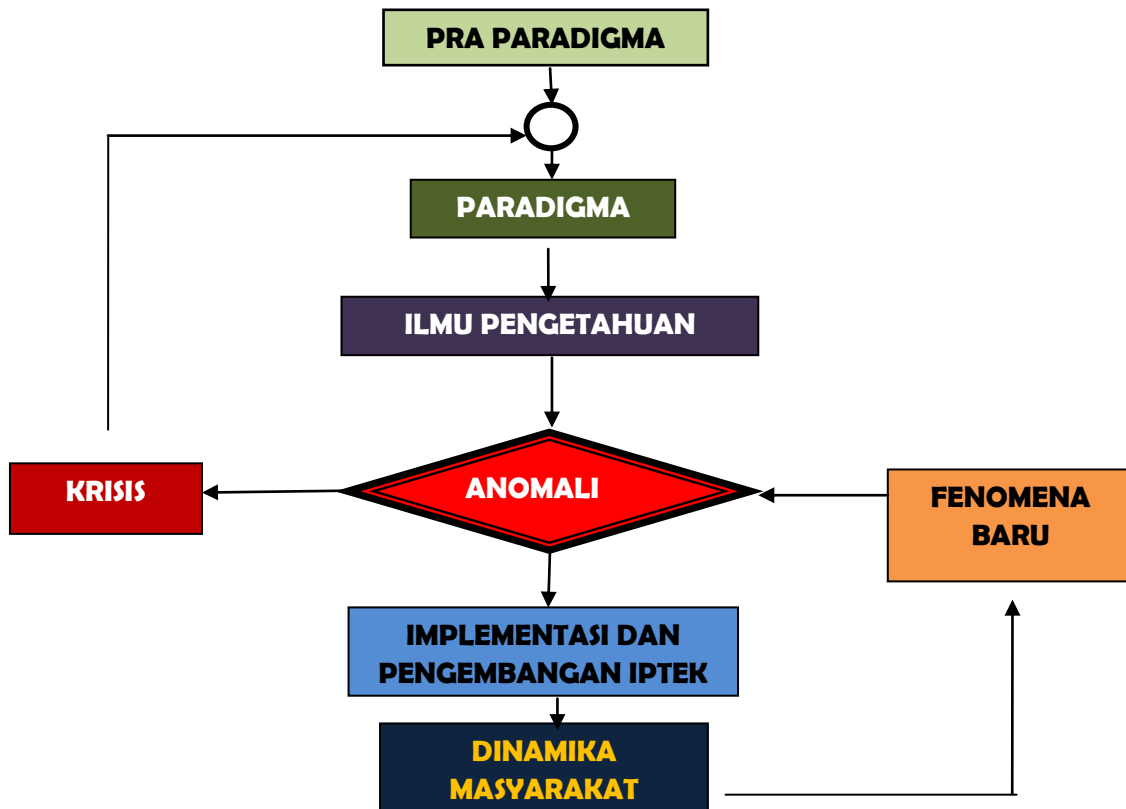 PRA PARADIGMA
PARADIGMA
ILMU PENGETAHUAN
ANOMALI
KRISIS
FENOMENA
BARU
IMPLEMENTASI DAN
PENGEMBANGAN IPTEK
DINAMIKA
MASYARAKAT